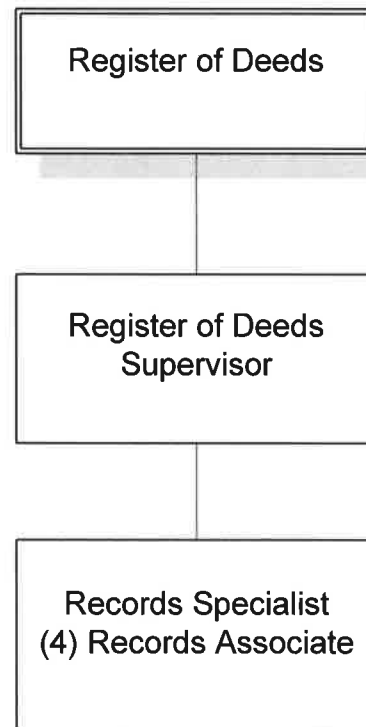 Register of Deeds
Register of Deeds
Supervisor
Records Specialist
(4) Records Associate